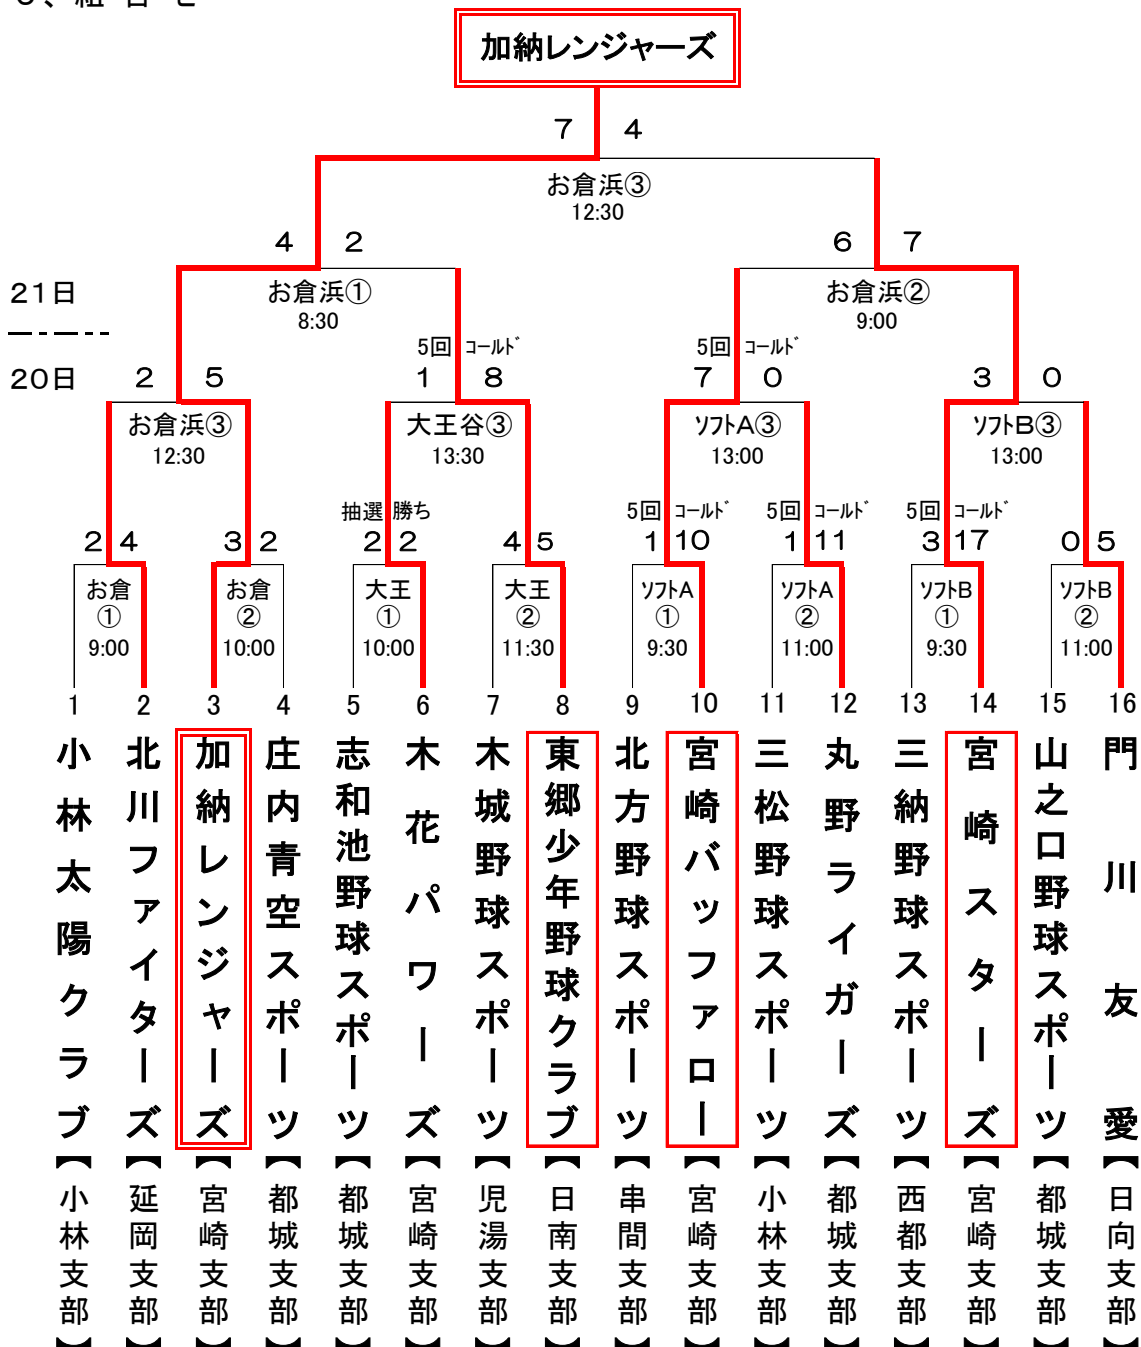 加納レンジャーズ
7 4
お倉浜③
12:30
4 2 6 7
21日
お倉浜① お倉浜②
8:30 9:00
5回 コールド 5回 コールド
20日 2 5 1 8 7 0 3 0
お倉浜③ 大王谷③ ソフトA③ ソフトB③
12:30 13:30 13:00 13:00
抽選 勝ち 5回 コールド 5回 コールド 5回 コールド
2 4 3 2 2 2 4 5 1 10 1 11 3 17 0 5
お倉 お倉 大王 大王 ソフトA ソフトA ソフトB ソフトB
① ② ① ② ① ② ① ②
9:00 10:00 10:00 11:30 9:30 11:00 9:30 11:00
1 2 3 4 5 6 7 8 9 10 11 12 13 14 15 16
小林太陽クラブ
【小林支部】
北川ファイターズ
【延岡支部】
加納レンジャーズ
【宮崎支部】
庄内青空スポーツ
【都城支部】
志和池野球スポーツ
【都城支部】
木花パワーズ
【宮崎支部】
木城野球スポーツ
【児湯支部】
東郷少年野球クラブ
【日南支部】
北方野球スポーツ
【串間支部】
宮崎バッファロー
【宮崎支部】
三松野球スポーツ
【小林支部】
丸野ライガーズ
【都城支部】
三納野球スポーツ
【西都支部】
宮崎スターズ
【宮崎支部】
山之口野球スポーツ
【都城支部】
門川友愛
【日向支部】